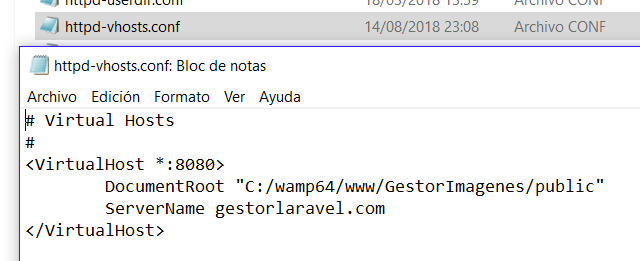 httpd-userdir.conf 18/05/2018 13:59 Archivo CONF
httpd-vhosts.conf 14/08/2018 23:08 Archivo CONF
httpd-vhosts.conf: Bloc de notas
Archivo Edición Formato Ver Ayuda
# Virtual Hosts
#
<VirtualHost *:8080>
DocumentRoot "C:/wamp64/www/GestorImagenes/public"
ServerName gestorlaravel.com
</VirtualHost>